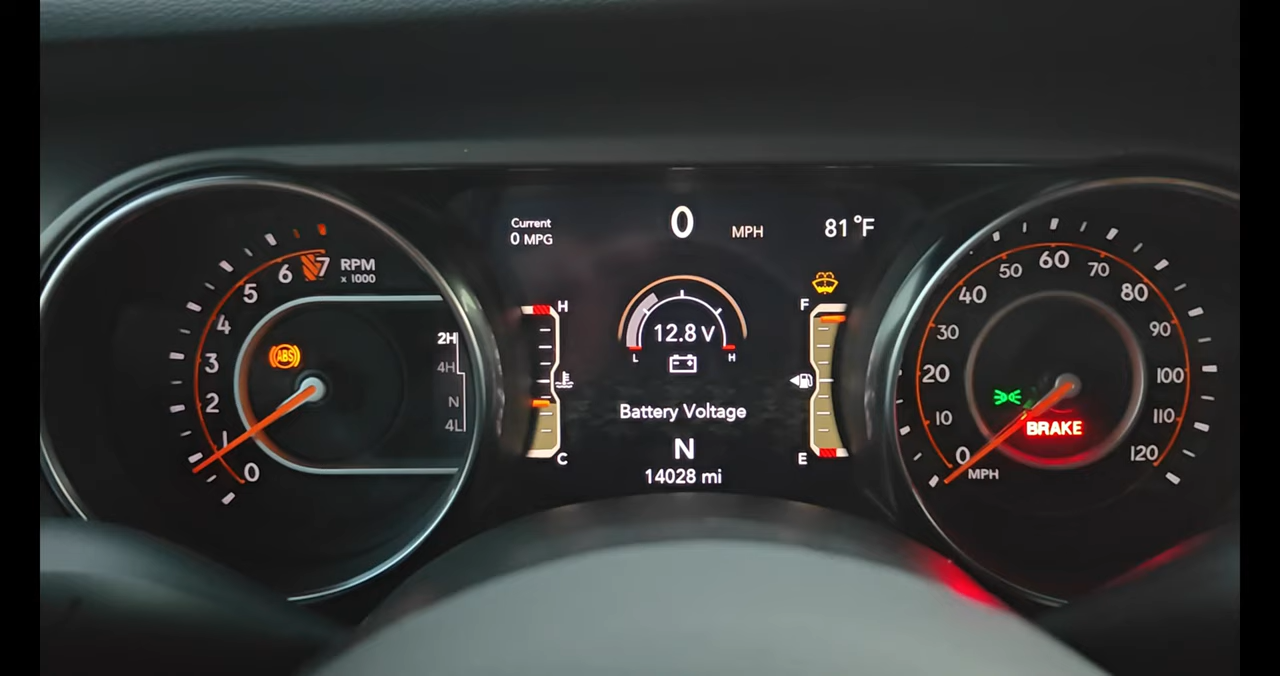 7
6
5
4
3
2
1
0
RPM
x 1000
ABS
2H
4H
N
4L
Current
0 MPG
0 MPH
81°F
H
C
12.8 V
L H
Battery Voltage
N
14028 mi
F
E
0
10
20
30
40
50
60
70
80
90
100
110
120
MPH
BRAKE